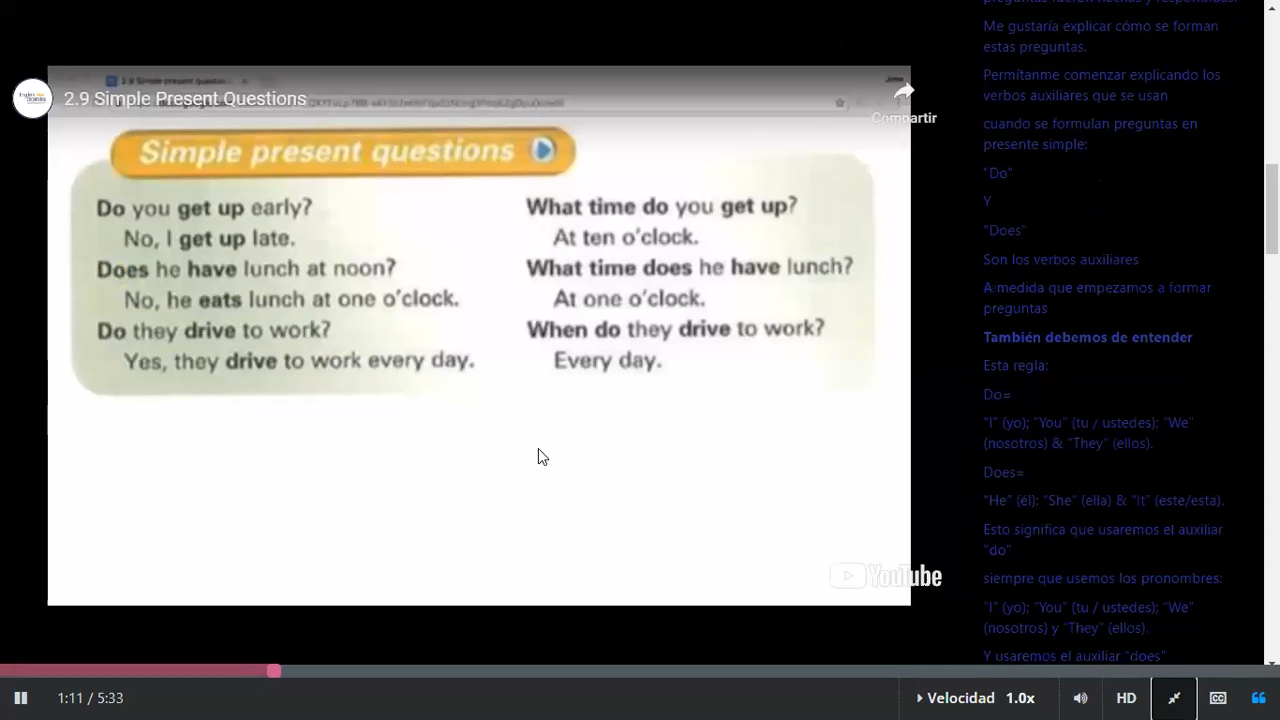 2.9 Simple Present Questions
Compartir
Simple present questions
Do you get up early?
No, I get up late.
Does he have lunch at noon?
No, he eats lunch at one o'clock.
Do they drive to work?
Yes, they drive to work every day.
What time do you get up?
At ten o'clock.
What time does he have lunch?
At one o'clock.
When do they drive to work?
Every day.
YouTube
Me gustaría explicar cómo se forman
estas preguntas.
Permítanme comenzar explicando los
verbos auxiliares que se usan
cuando se formulan preguntas en
presente simple:
"Do"
Y
"Does"
Son los verbos auxiliares
A medida que empezamos a formar
preguntas
También debemos de entender
Esta regla:
Do=
"I" (yo); "You" (tu / ustedes); "We"
(nosotros) & "They" (ellos).
Does=
"He" (él); "She" (ella) & "It" (este/esta).
Esto significa que usaremos el auxiliar
"do"
siempre que usemos los pronombres:
"I" (yo); "You" (tu / ustedes); "We"
(nosotros) y "They" (ellos).
Y usaremos el auxiliar "does"
1:11 / 5:33
Velocidad 1.0x
HD
CC